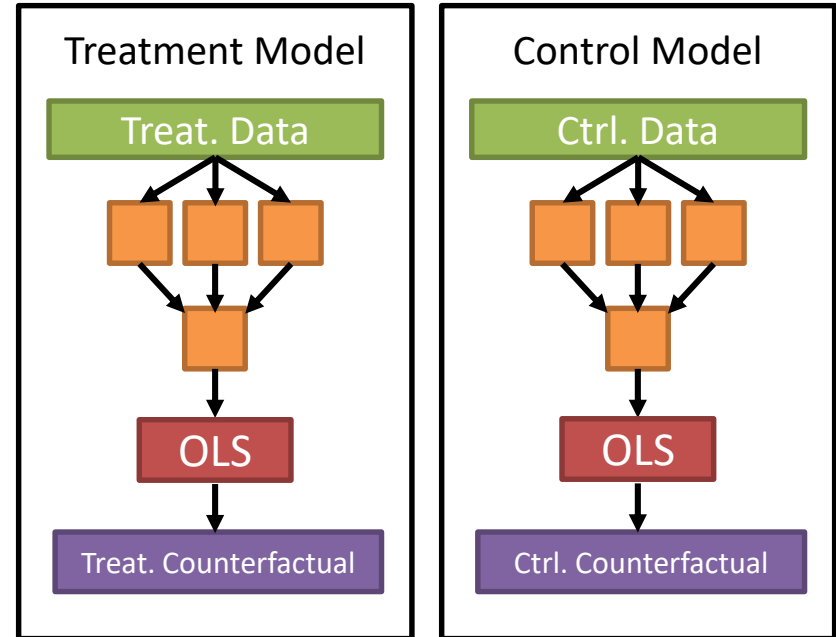 Treatment Model
Treat. Data
OLS
Treat. Counterfactual
Control Model
Ctrl. Data
OLS
Ctrl. Counterfactual